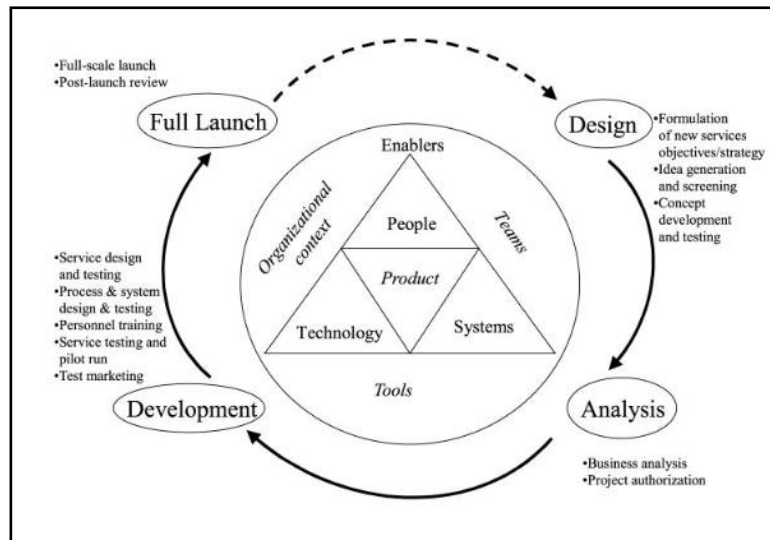 •Full-scale launch
•Post-launch review
Full Launch
Design
•Formulation
of new services
objectives/strategy
•Idea generation
and screening
•Concept
development
and testing
Enablers
Organizational
context
Teams
People
Product
Technology
Systems
Tools
•Service design
and testing
•Process & system
design & testing
•Personnel training
•Service testing and
pilot run
•Test marketing
Development
Analysis
•Business analysis
•Project authorization